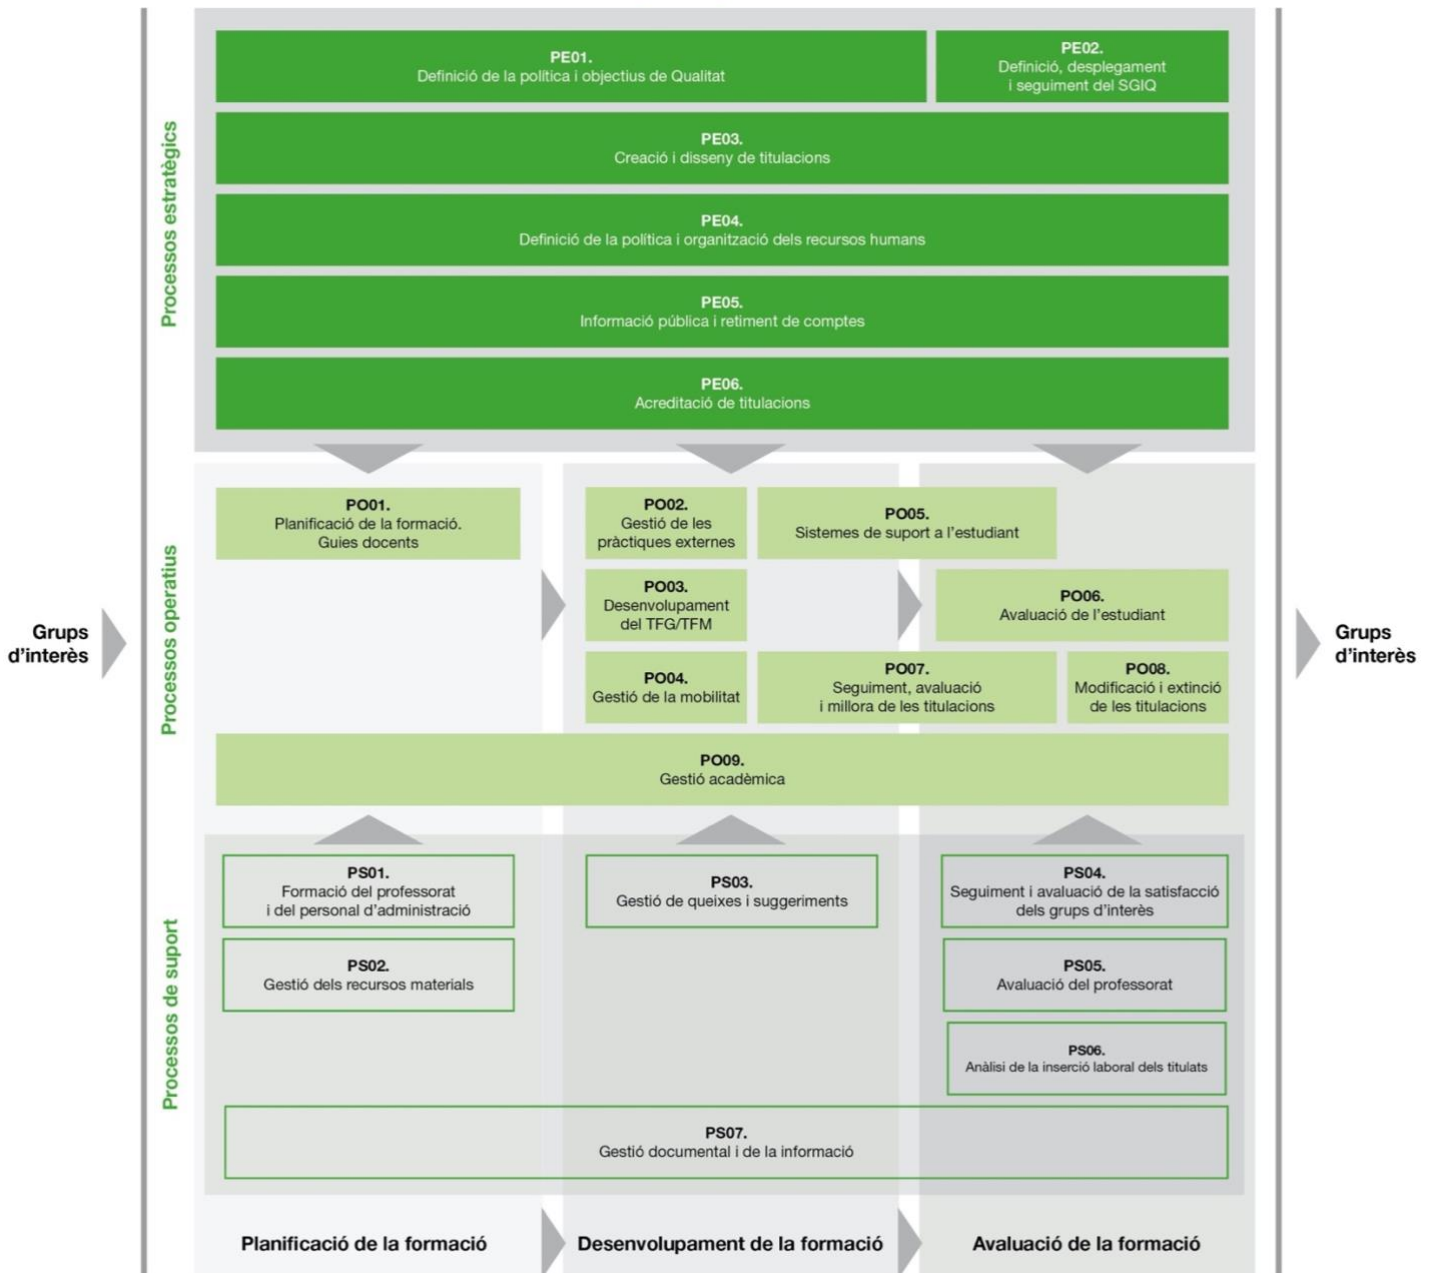 Processos estratègics
PE01.
Definició de la política i objectius de Qualitat
PE02.
Definició, desplegament
i seguiment del SGIQ
PE03.
Creació i disseny de titulacions
PE04.
Definició de la política i organització dels recursos humans
PE05.
Informació pública i retiment de comptes
PE06.
Acreditació de titulacions
Grups
d'interès
Processos operatius
PO01.
Planificació de la formació.
Guies docents
PO02.
Gestió de les
pràctiques externes
PO05.
Sistemes de suport a l'estudiant
PO03.
Desenvolupament
del TFG/TFM
PO06.
Avaluació de l'estudiant
PO04.
Gestió de la mobilitat
PO07.
Seguiment, avaluació
i millora de les titulacions
PO08.
Modificació i extinció
de les titulacions
PO09.
Gestió acadèmica
Grups
d'interès
Processos de suport
PS01.
Formació del professorat
i del personal d'administració
PS03.
Gestió de queixes i suggeriments
PS04.
Seguiment i avaluació de la satisfacció
dels grups d'interès
PS02.
Gestió dels recursos materials
PS05.
Avaluació del professorat
PS06.
Anàlisi de la inserció laboral dels titulats
PS07.
Gestió documental i de la informació
Planificació de la formació
Desenvolupament de la formació
Avaluació de la formació